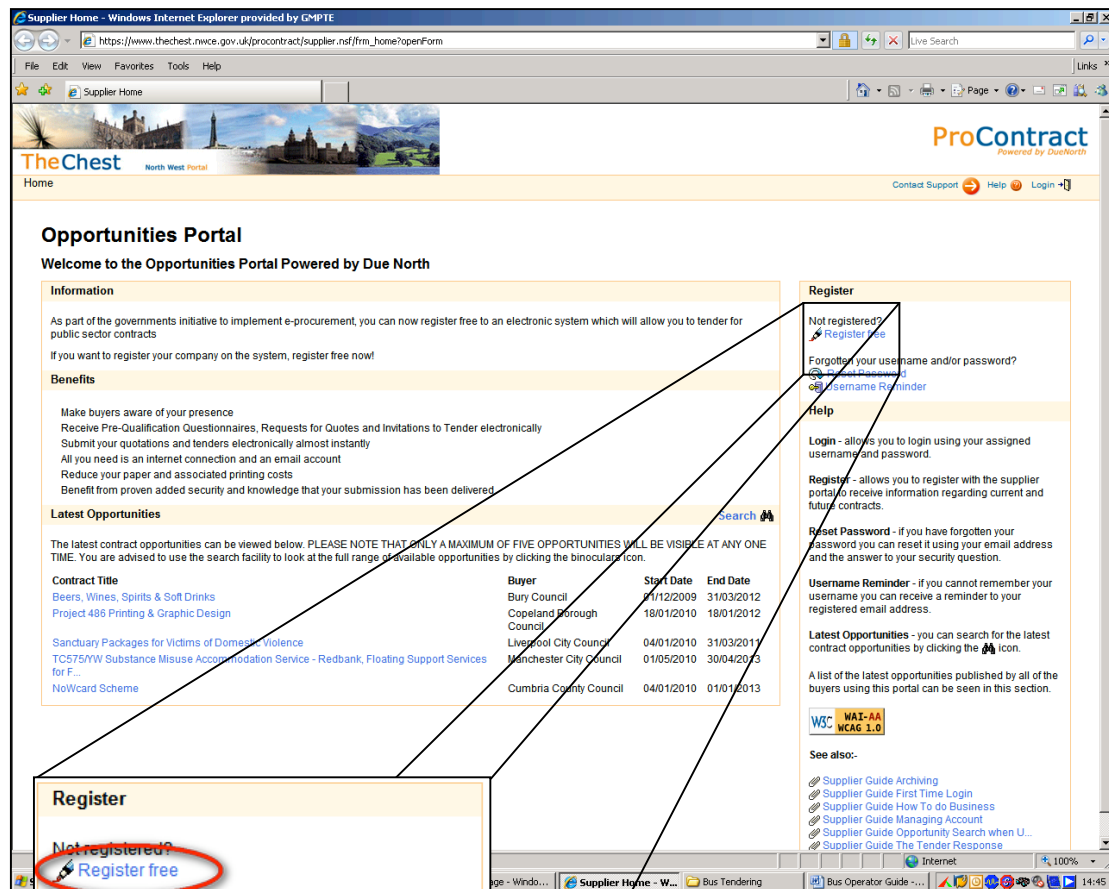 Supplier Home - Windows Internet Explorer provided by GMPTE
https://www.thechest.nwce.gov.uk/procontract/supplier.nsf/frm_home?openForm
Live Search
File Edit View Favorites Tools Help
Links
Supplier Home
Page
TheChest North West Portal
ProContract
Powered by DueNorth
Home
Contact Support Help Login
Opportunities Portal
Welcome to the Opportunities Portal Powered by Due North
Information
As part of the governments initiative to implement e-procurement, you can now register free to an electronic system which will allow you to tender for
public sector contracts
If you want to register your company on the system, register free now!
Benefits
Make buyers aware of your presence
Receive Pre-Qualification Questionnaires, Requests for Quotes and Invitations to Tender electronically
Submit your quotations and tenders electronically almost instantly
All you need is an internet connection and an email account
Reduce your paper and associated printing costs
Benefit from proven added security and knowledge that your submission has been delivered
Latest Opportunities
Search
The latest contract opportunities can be viewed below. PLEASE NOTE THAT ONLY A MAXIMUM OF FIVE OPPORTUNITIES WILL BE VISIBLE AT ANY ONE
TIME. You are advised to use the search facility to look at the full range of available opportunities by clicking the binoculars icon.
Contract Title Buyer Start Date End Date
Beers, Wines, Spirits & Soft Drinks Bury Council 01/12/2009 31/03/2012
Project 486 Printing & Graphic Design Copeland Borough 18/01/2010 18/01/2012
Council
Sanctuary Packages for Victims of Domestic Violence Liverpool City Council 04/01/2010 31/03/2011
TC575/YW Substance Misuse Accommodation Service - Redbank, Floating Support Services Manchester City Council 01/05/2010 30/04/2013
for F...
NoWcard Scheme Cumbria County Council 04/01/2010 01/01/2013
Register
Not registered?
Register free
Forgotten your username and/or password?
Reset Password
Username Reminder
Help
Login - allows you to login using your assigned
username and password.
Register - allows you to register with the supplier
portal to receive information regarding current and
future contracts.
Reset Password - if you have forgotten your
password you can reset it using your email address
and the answer to your security question.
Username Reminder - if you cannot remember your
username you can receive a reminder to your
registered email address.
Latest Opportunities - you can search for the latest
contract opportunities by clicking the icon.
A list of the latest opportunities published by all of the
buyers using this portal can be seen in this section.
W3C WAI-AA
WCAG 1.0
See also:-
Supplier Guide Archiving
Supplier Guide First Time Login
Supplier Guide How To do Business
Supplier Guide Managing Account
Supplier Guide Opportunity Search when U...
Supplier Guide The Tender Response
Register
Not registered?
Register free
Internet 100%
age - Windo... Supplier Home - W... Bus Tendering Bus Operator Guide -... 14:45